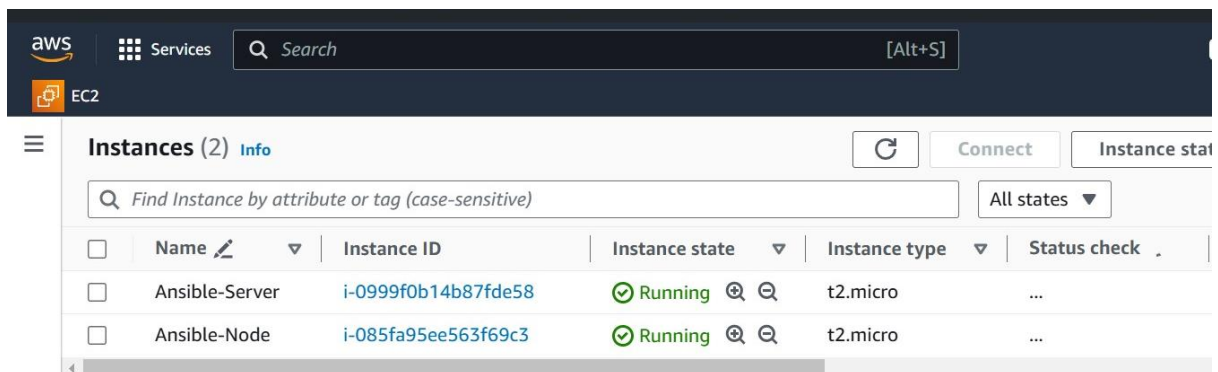 aws Services Search [Alt+S]
EC2
Instances (2) Info Connect Instance stat
Find Instance by attribute or tag (case-sensitive) All states
Name Instance ID Instance state Instance type Status check
Ansible-Server i-0999f0b14b87fde58 Running t2.micro ...
Ansible-Node i-085fa95ee563f69c3 Running t2.micro ...